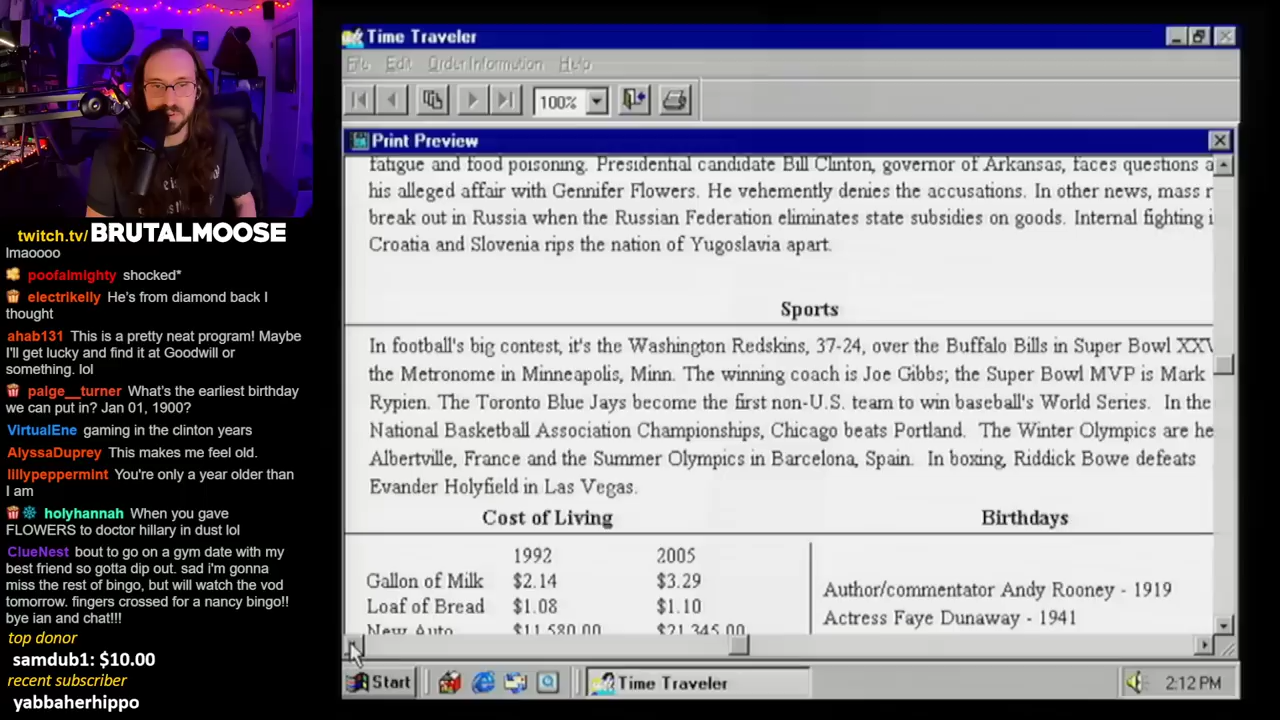 Time Traveler
File Edit Order Information Help
100%
Print Preview
fatigue and food poisoning. Presidential candidate Bill Clinton, governor of Arkansas, faces questions a
his alleged affair with Gennifer Flowers. He vehemently denies the accusations. In other news, mass r
break out in Russia when the Russian Federation eliminates state subsidies on goods. Internal fighting i
Croatia and Slovenia rips the nation of Yugoslavia apart.
Sports
In football's big contest, it's the Washington Redskins, 37-24, over the Buffalo Bills in Super Bowl XXV
the Metronome in Minneapolis, Minn. The winning coach is Joe Gibbs; the Super Bowl MVP is Mark
Rypien. The Toronto Blue Jays become the first non-U.S. team to win baseball's World Series. In the
National Basketball Association Championships, Chicago beats Portland. The Winter Olympics are he
Albertville, France and the Summer Olympics in Barcelona, Spain. In boxing, Riddick Bowe defeats
Evander Holyfield in Las Vegas.
Cost of Living
1992 2005
Gallon of Milk $2.14 $3.29
Loaf of Bread $1.08 $1.10
New Auto $11,580.00 $21,345.00
Birthdays
Author/commentator Andy Rooney - 1919
Actress Faye Dunaway - 1941
Start
Time Traveler
2:12 PM
twitch.tv/BRUTALMOOSE
lmaoooo
poofalmighty shocked*
electrikelly He's from diamond back I
thought
ahab131 This is a pretty neat program! Maybe
I'll get lucky and find it at Goodwill or
something. lol
paige__turner What's the earliest birthday
we can put in? Jan 01, 1900?
VirtualEne gaming in the clinton years
AlyssaDuprey This makes me feel old.
lillypeppermint You're only a year older than
I am
holyhannah When you gave
FLOWERS to doctor hillary in dust lol
ClueNest bout to go on a gym date with my
best friend so gotta dip out. sad i'm gonna
miss the rest of bingo, but will watch the vod
tomorrow. fingers crossed for a nancy bingo!!
bye ian and chat!!!
top donor
samdub1: $10.00
recent subscriber
yabbaherhippo